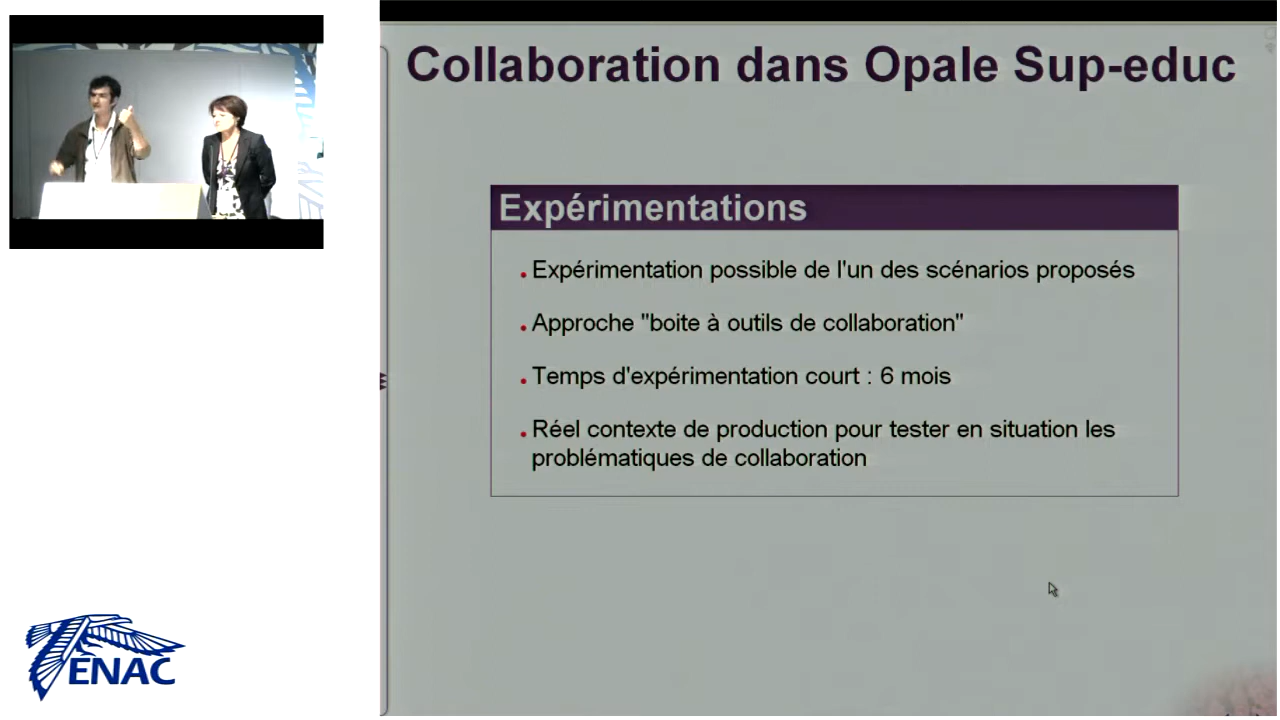 Collaboration dans Opale Sup-educ
Expérimentations
Expérimentation possible de l'un des scénarios proposés
Approche "boite à outils de collaboration"
Temps d'expérimentation court : 6 mois
Réel contexte de production pour tester en situation les
problématiques de collaboration
ENAC